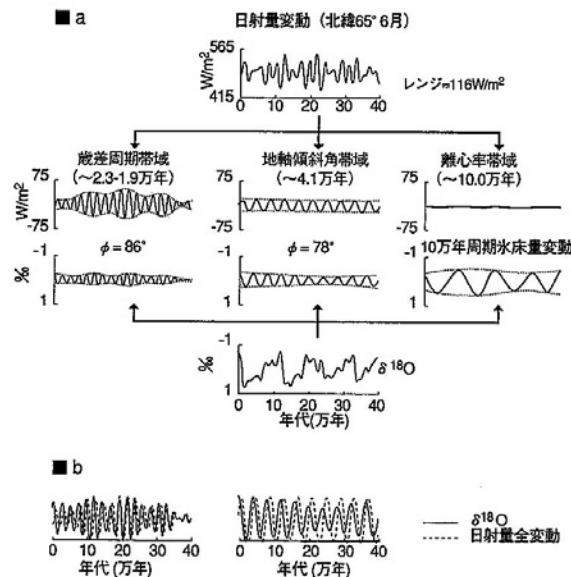 ■ a
日射量変動（北緯65° 6月）
565
W/m²
415
0 10 20 30 40
レンジ=116W/m²
歳差周期帯域
(～2.3-1.9万年)
地軸傾斜角帯域
(～4.1万年)
離心率帯域
(～10.0万年)
75
W/m²
-75
75
-75
75
-75
φ = 86°
φ = 78°
10万年周期氷床量変動
-1
‰
1
-1
1
-1
1
-1
‰
1
δ ¹⁸O
0 10 20 30 40
年代(万年)
■ b
0 10 20 30 40
年代 (万年)
0 10 20 30 40
年代 (万年)
δ¹⁸O
日射量全変動